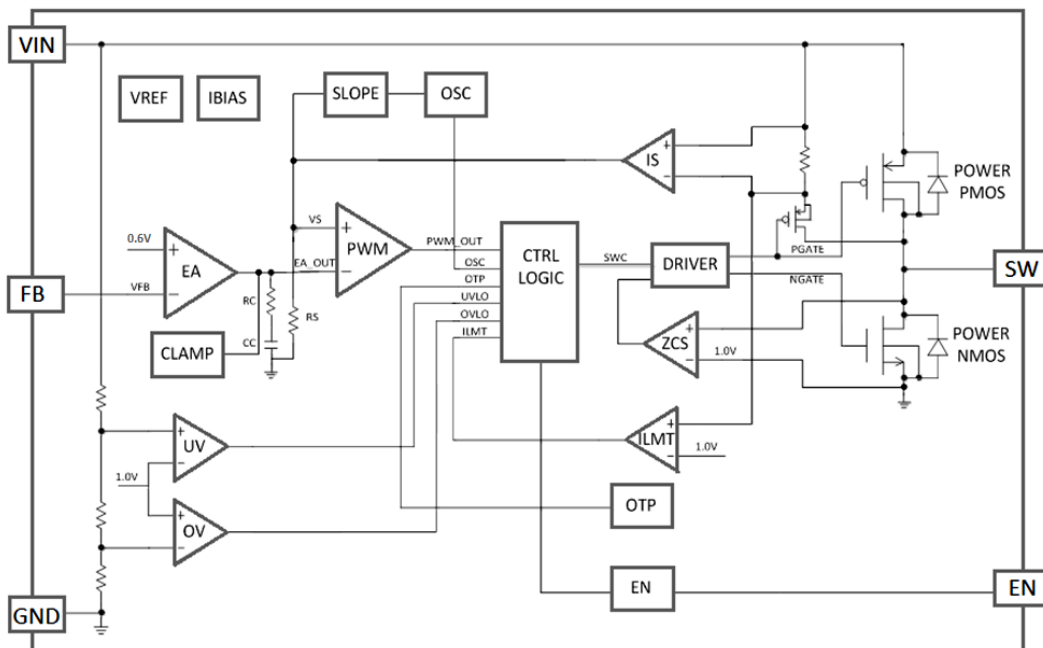 VIN
VREF
IBIAS
SLOPE
OSC
IS
+
−
POWER
PMOS
VS
+
−
PWM
0.6V
+
−
EA
EA_OUT
PWM_OUT
OSC
OTP
UVLO
OVLO
ILMT
CTRL
LOGIC
SWC
DRIVER
PGATE
NGATE
SW
FB
VFB
RC
CC
RS
CLAMP
ZCS
+
−
1.0V
POWER
NMOS
+
−
UV
1.0V
+
−
OV
ILMT
+
−
1.0V
OTP
EN
EN
GND